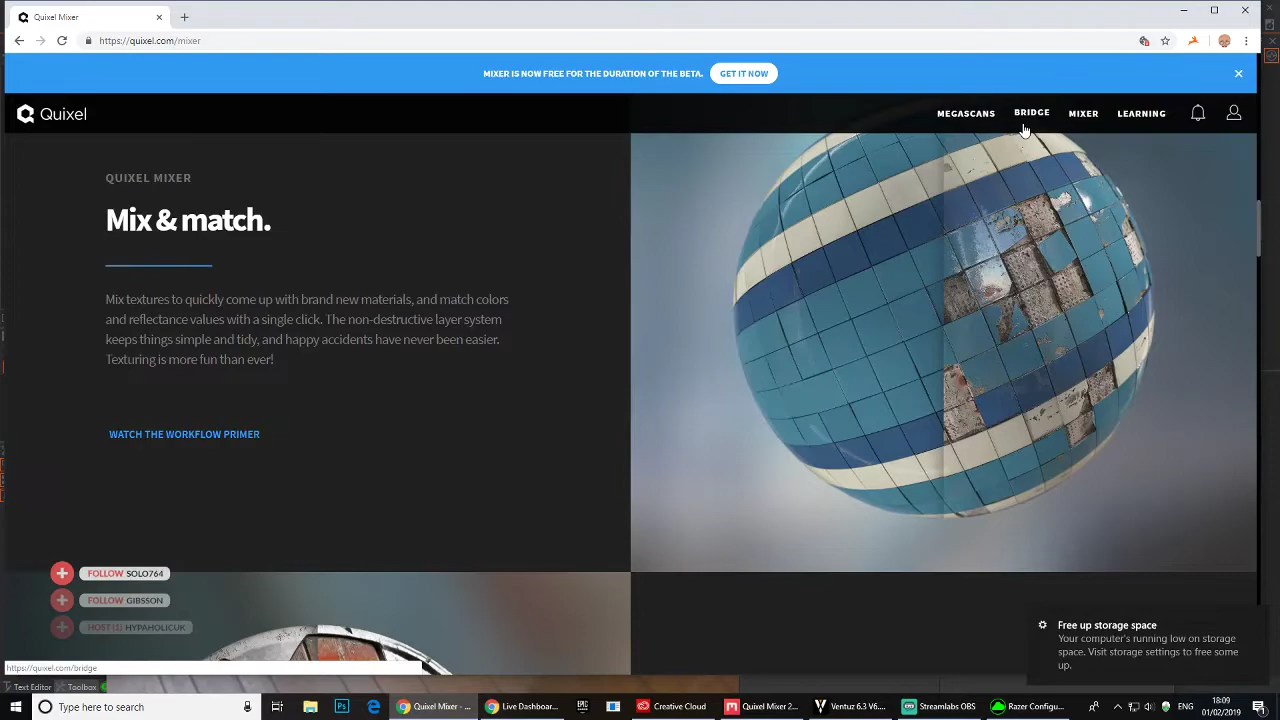 Quixel Mixer
https://quixel.com/mixer
MIXER IS NOW FREE FOR THE DURATION OF THE BETA.
GET IT NOW
Quixel
MEGASCANS
BRIDGE
MIXER
LEARNING
QUIXEL MIXER
Mix & match.
Mix textures to quickly come up with brand new materials, and match colors
and reflectance values with a single click. The non-destructive layer system
keeps things simple and tidy, and happy accidents have never been easier.
Texturing is more fun than ever!
WATCH THE WORKFLOW PRIMER
FOLLOW SOLO764
FOLLOW GIBSSON
HOST (1) HYPAHOLICUK
Free up storage space
Your computer's running low on storage
space. Visit storage settings to free some
up.
https://quixel.com/bridge
Text Editor
Toolbox
Type here to search
Ps
Quixel Mixer - ...
Live Dashboa...
EPIC
Creative Cloud
Quixel Mixer 2...
Ventuz 6.3 V6....
Streamlabs OBS
Razer Configu...
18:09
01/02/2019